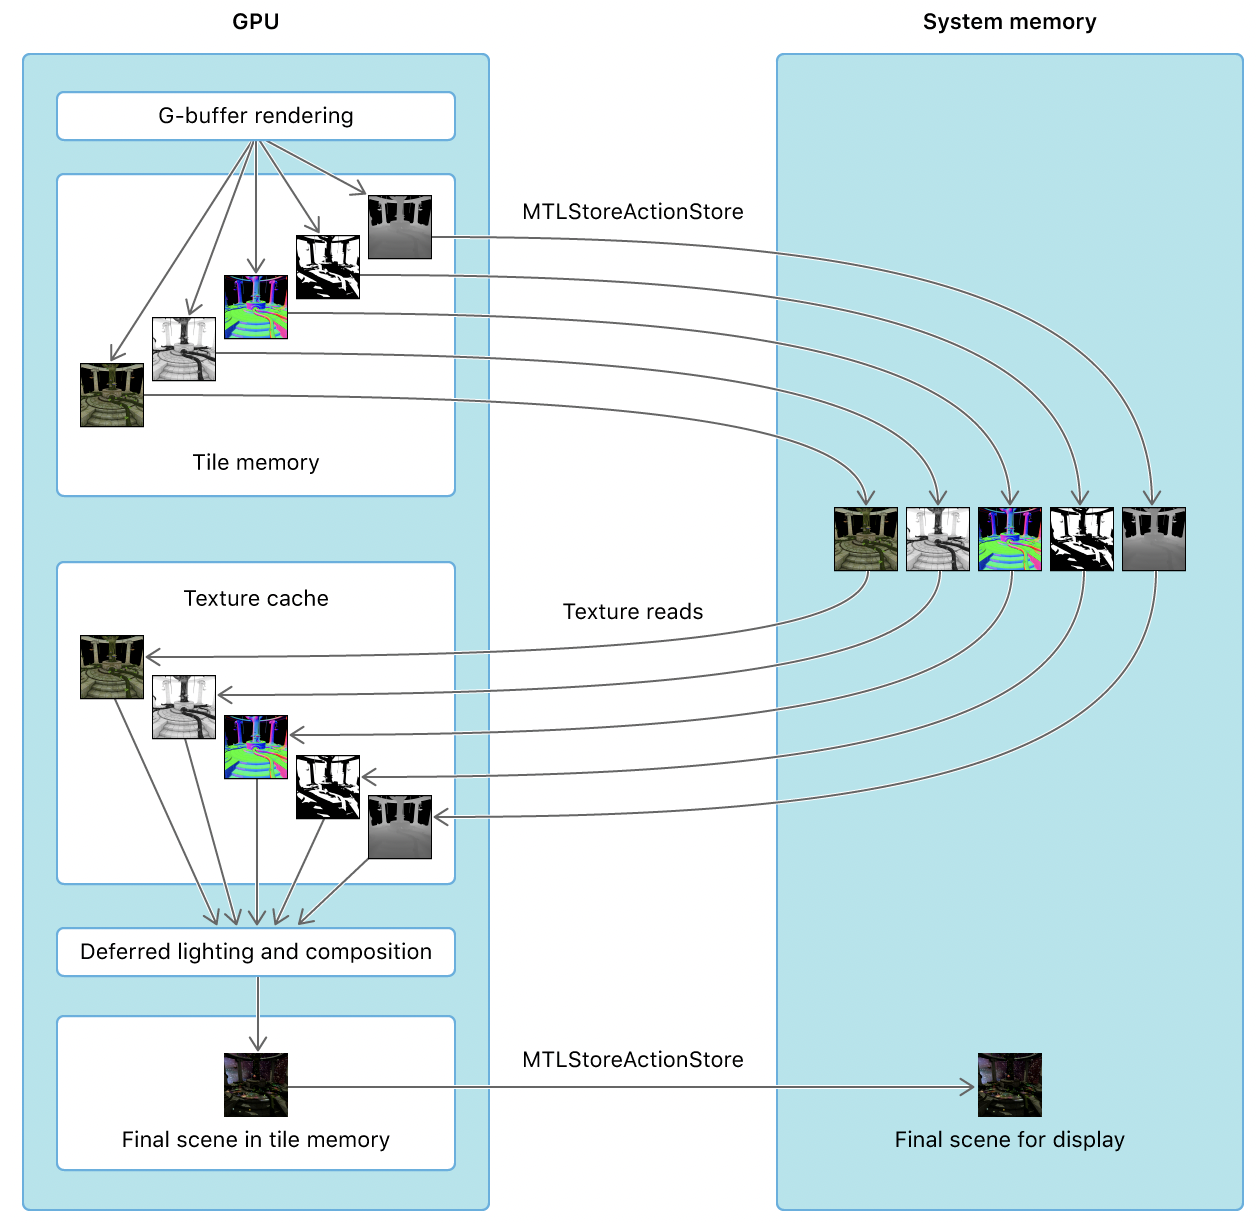 GPU
System memory
G-buffer rendering
MTLStoreActionStore
Tile memory
Texture cache
Texture reads
Deferred lighting and composition
MTLStoreActionStore
Final scene in tile memory
Final scene for display